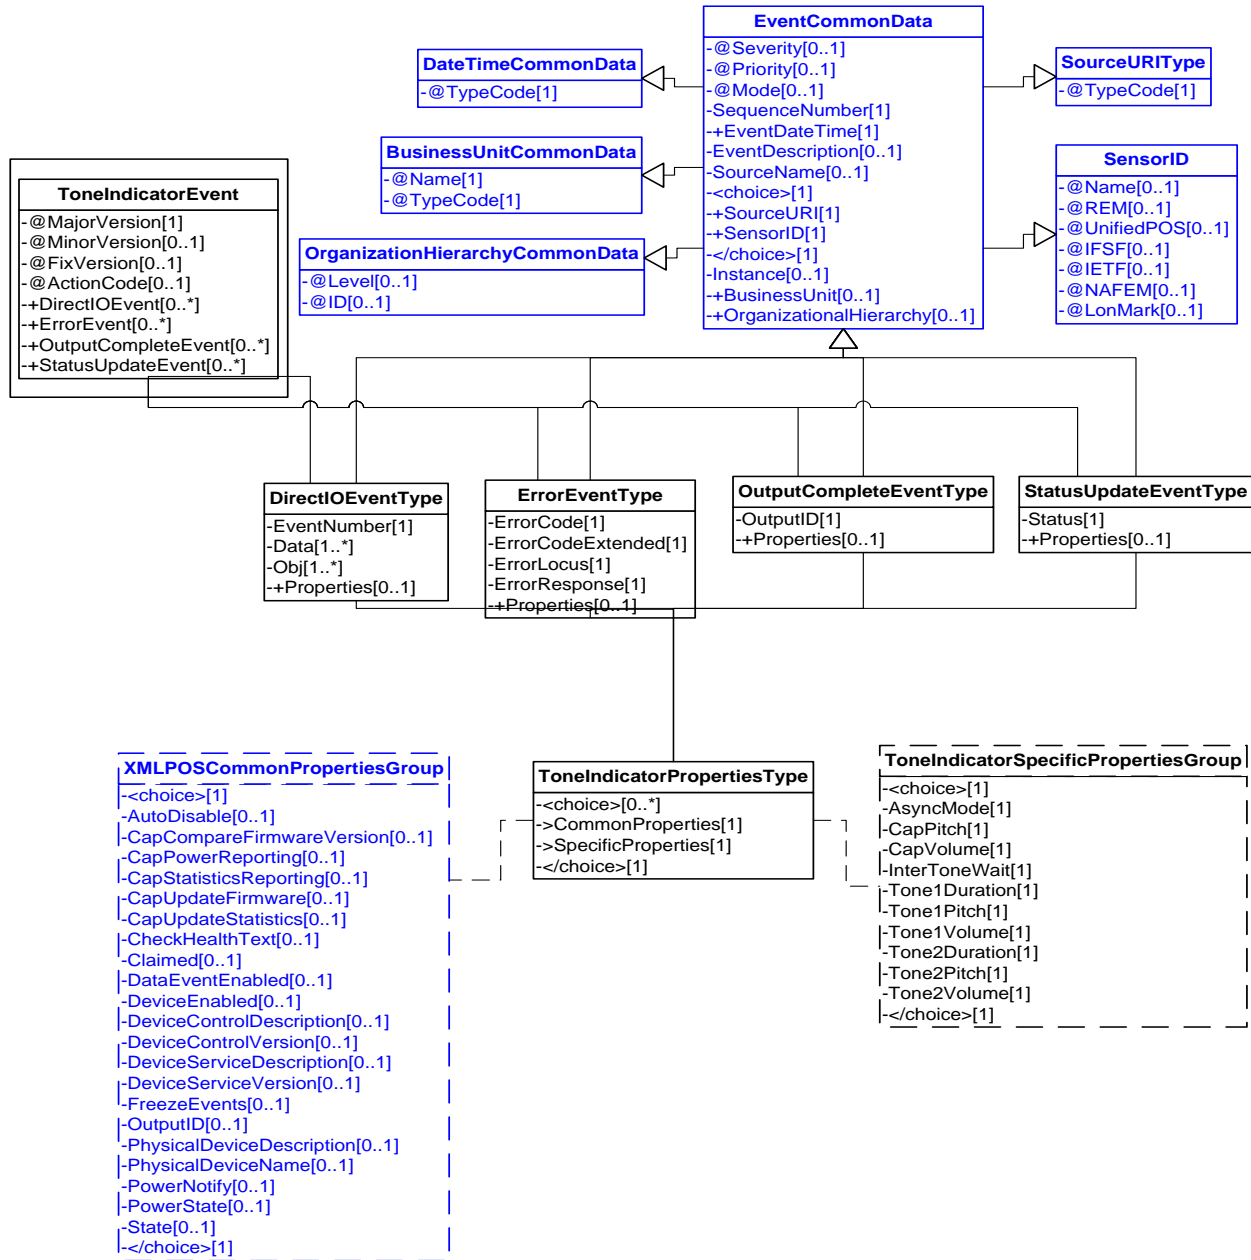 EventCommonData
-@Severity[0..1]
-@Priority[0..1]
-@Mode[0..1]
-SequenceNumber[1]
-+EventDateTime[1]
-EventDescription[0..1]
-SourceName[0..1]
-<choice>[1]
-+SourceURI[1]
-+SensorID[1]
-</choice>[1]
-Instance[0..1]
-+BusinessUnit[0..1]
-+OrganizationalHierarchy[0..1]
DateTimeCommonData
-@TypeCode[1]
SourceURIType
-@TypeCode[1]
BusinessUnitCommonData
-@Name[1]
-@TypeCode[1]
SensorID
-@Name[0..1]
-@REM[0..1]
-@UnifiedPOS[0..1]
-@IFSF[0..1]
-@IETF[0..1]
-@NAFEM[0..1]
-@LonMark[0..1]
OrganizationHierarchyCommonData
-@Level[0..1]
-@ID[0..1]
ToneIndicatorEvent
-@MajorVersion[1]
-@MinorVersion[0..1]
-@FixVersion[0..1]
-@ActionCode[0..1]
-+DirectIOEvent[0..*]
-+ErrorEvent[0..*]
-+OutputCompleteEvent[0..*]
-+StatusUpdateEvent[0..*]
DirectIOEventType
-EventNumber[1]
-Data[1..*]
-Obj[1..*]
-+Properties[0..1]
ErrorEventType
-ErrorCode[1]
-ErrorCodeExtended[1]
-ErrorLocus[1]
-ErrorResponse[1]
-+Properties[0..1]
OutputCompleteEventType
-OutputID[1]
-+Properties[0..1]
StatusUpdateEventType
-Status[1]
-+Properties[0..1]
XMLPOSCommonPropertiesGroup
-<choice>[1]
-AutoDisable[0..1]
-CapCompareFirmwareVersion[0..1]
-CapPowerReporting[0..1]
-CapStatisticsReporting[0..1]
-CapUpdateFirmware[0..1]
-CapUpdateStatistics[0..1]
-CheckHealthText[0..1]
-Claimed[0..1]
-DataEventEnabled[0..1]
-DeviceEnabled[0..1]
-DeviceControlDescription[0..1]
-DeviceControlVersion[0..1]
-DeviceServiceDescription[0..1]
-DeviceServiceVersion[0..1]
-FreezeEvents[0..1]
-OutputID[0..1]
-PhysicalDeviceDescription[0..1]
-PhysicalDeviceName[0..1]
-PowerNotify[0..1]
-PowerState[0..1]
-State[0..1]
-</choice>[1]
ToneIndicatorPropertiesType
-<choice>[0..*]
->CommonProperties[1]
->SpecificProperties[1]
-</choice>[1]
ToneIndicatorSpecificPropertiesGroup
-<choice>[1]
-AsyncMode[1]
-CapPitch[1]
-CapVolume[1]
-InterToneWait[1]
-Tone1Duration[1]
-Tone1Pitch[1]
-Tone1Volume[1]
-Tone2Duration[1]
-Tone2Pitch[1]
-Tone2Volume[1]
-</choice>[1]